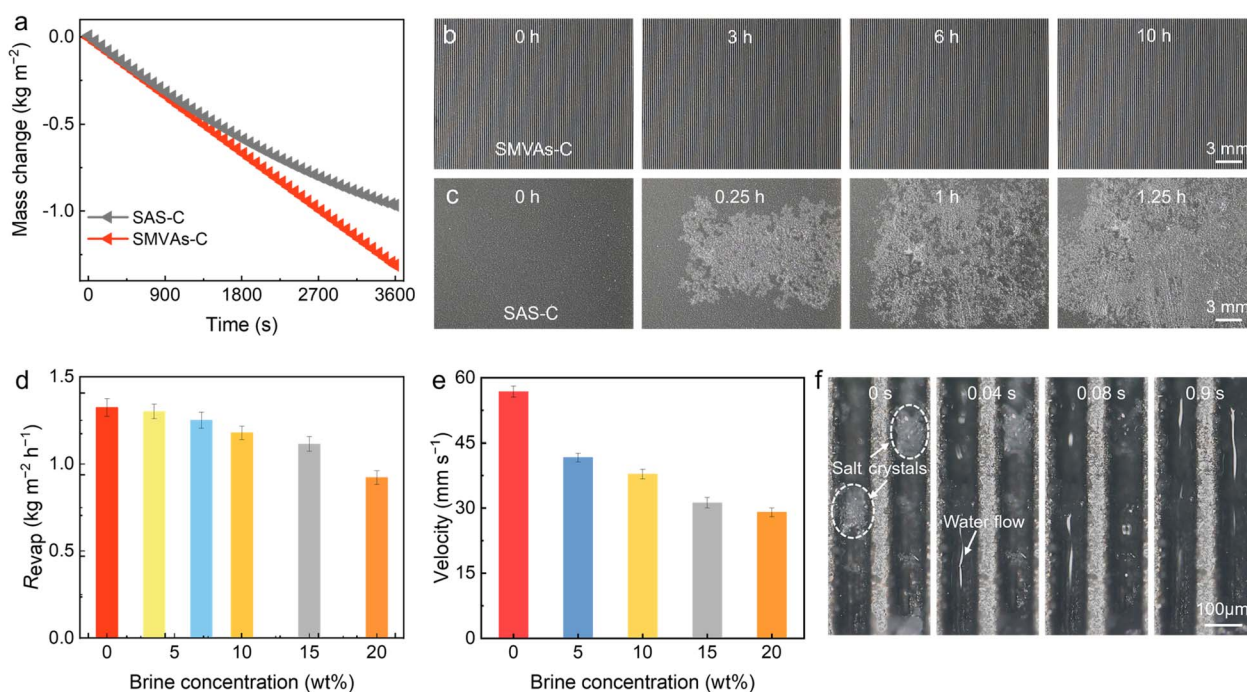 a
Mass change (kg m⁻²)
0.0
-0.5
-1.0
SAS-C
SMVAs-C
0
900
1800
2700
3600
Time (s)
b
0 h
3 h
6 h
10 h
SMVAs-C
3 mm
c
0 h
0.25 h
1 h
1.25 h
SAS-C
3 mm
d
Revap (kg m⁻² h⁻¹)
1.5
1.0
0.5
0.0
0
5
10
15
20
Brine concentration (wt%)
e
Velocity (mm s⁻¹)
60
45
30
15
0
0
5
10
15
20
Brine concentration (wt%)
f
0 s
0.04 s
0.08 s
0.9 s
Salt crystals
Water flow
100μm